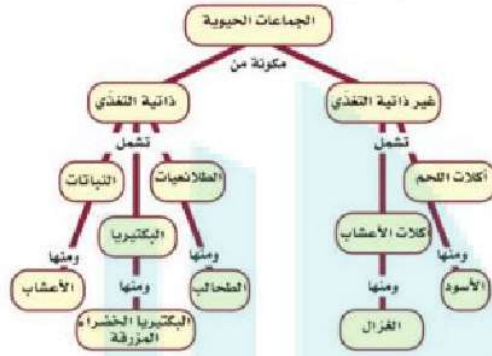 الجماعات الحيوية
مكونة من
غير ذاتية التغذي
ذاتية التغذي
تشمل
تشمل
أكلات اللحم
أكلات الأعشاب
الطلائعيات
البكتيريا
النباتات
ومنها
ومنها
ومنها
ومنها
ومنها
الأسود
الغزال
الطحالب
البكتيريا الخضراء
المزرقة
الأعشاب